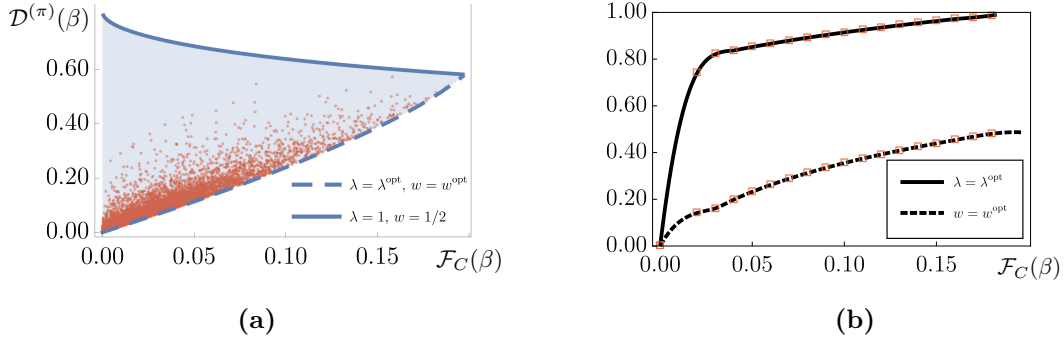 𝒟^(π)(β)
0.60
0.40
0.20
0.00
0.00 0.05 0.10 0.15 ℱ_C(β)
λ = λ^opt, w = w^opt
λ = 1, w = 1/2
(a)
1.00
0.80
0.60
0.40
0.20
0.00
0.00 0.05 0.10 0.15 ℱ_C(β)
λ = λ^opt
w = w^opt
(b)